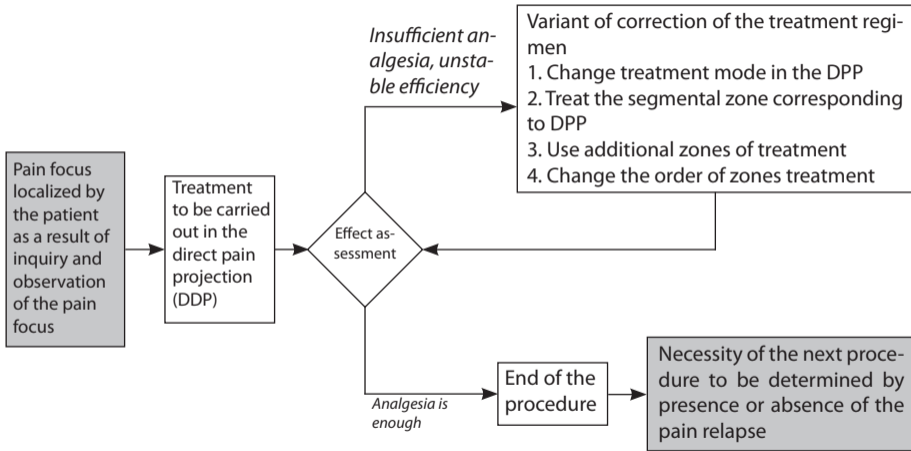 Pain focus
localized by
the patient
as a result of
inquiry and
observation
of the pain
focus
Treatment
to be carried
out in the
direct pain
projection
(DDP)
Effect as-
sessment
Insufficient an-
algesia, unsta-
ble efficiency
Variant of correction of the treatment regi-
men
1. Change treatment mode in the DPP
2. Treat the segmental zone corresponding
to DPP
3. Use additional zones of treatment
4. Change the order of zones treatment
Analgesia is
enough
End of the
procedure
Necessity of the next proce-
dure to be determined by
presence or absence of the
pain relapse